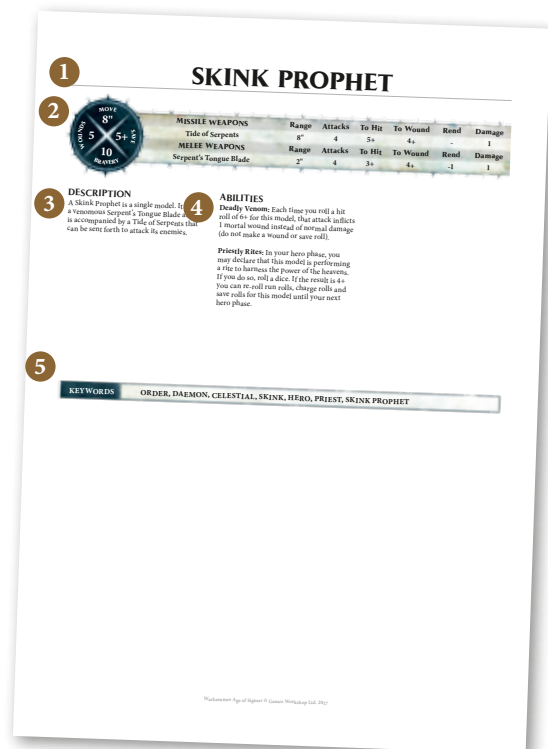 1
SKINK PROPHET
2
MOVE
8"
WOUNDS
5
5+
SAVE
10
BRAVERY
MISSILE WEAPONS Range Attacks To Hit To Wound Rend Damage
Tide of Serpents 8" 4 5+ 4+ - 1
MELEE WEAPONS Range Attacks To Hit To Wound Rend Damage
Serpent's Tongue Blade 2" 4 3+ 4+ -1 1
3
DESCRIPTION
A Skink Prophet is a single model.
a venomous Serpent's Tongue Blade
is accompanied by a Tide of Serpents that
can be sent forth to attack its enemies.
4
ABILITIES
Deadly Venom: Each time you roll a hit
roll of 6+ for this model, that attack inflicts
1 mortal wound instead of normal damage
(do not make a wound or save roll).
Priestly Rites: In your hero phase, you
may declare that this model is performing
a rite to harness the power of the heavens.
If you do so, roll a dice. If the result is 4+
you can re-roll run rolls, charge rolls and
save rolls for this model until your next
hero phase.
5
KEYWORDS ORDER, DAEMON, CELESTIAL, SKINK, HERO, PRIEST, SKINK PROPHET
Warhammer Age of Sigmar © Games Workshop Ltd. 2017